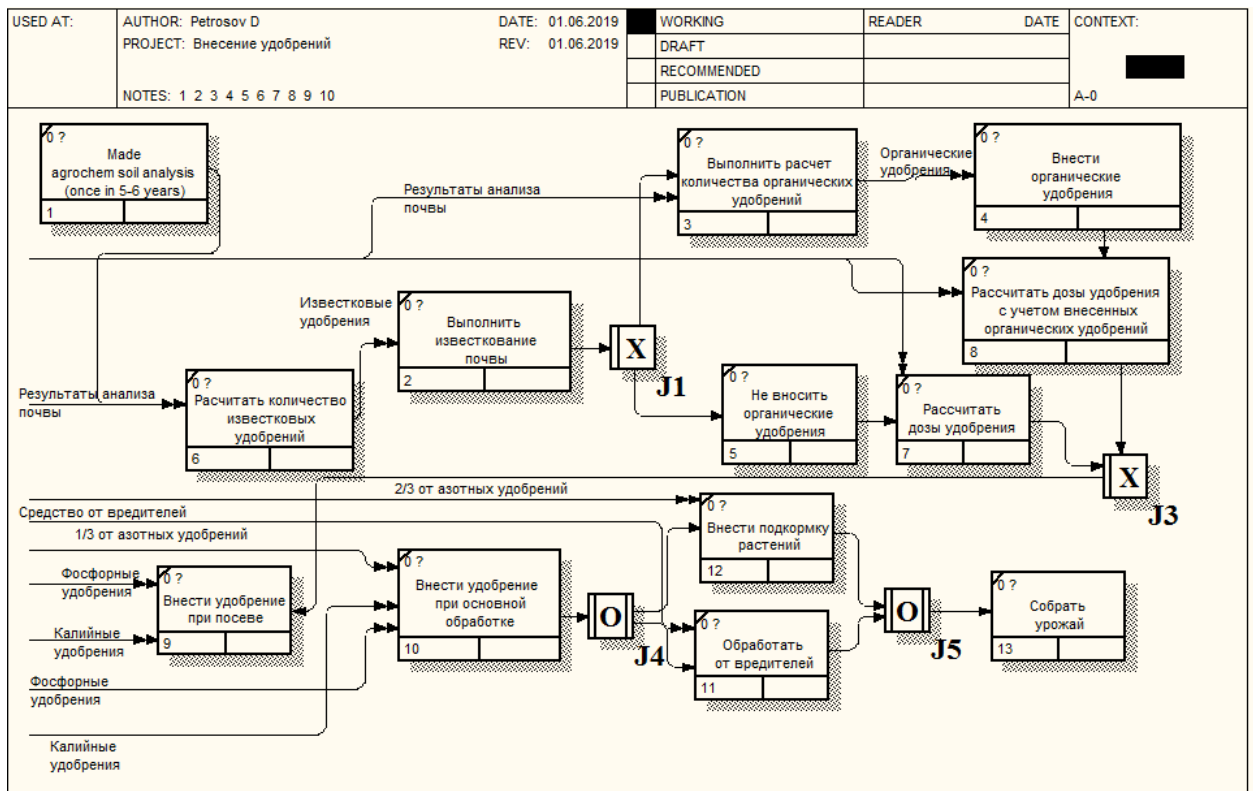 USED AT:
AUTHOR: Petrosov D
DATE: 01.06.2019
PROJECT: Внесение удобрений
REV: 01.06.2019
NOTES: 1 2 3 4 5 6 7 8 9 10
WORKING
DRAFT
RECOMMENDED
PUBLICATION
READER
DATE
CONTEXT:
A-0
0 ?
Made
agrochem soil analysis
(once in 5-6 years)
1
0 ?
Выполнить расчет
количества органических
удобрений
3
Органические
удобрения
0 ?
Внести
органические
удобрения
4
Результаты анализа
почвы
0 ?
Рассчитать дозы удобрения
с учетом внесенных
органических удобрений
8
Известковые
удобрения
0 ?
Выполнить
известкование
почвы
2
X
J1
Результаты анализа
почвы
0 ?
Расчитать количество
известковых
удобрений
6
0 ?
Не вносить
органические
удобрения
5
0 ?
Рассчитать
дозы удобрения
7
X
J3
2/3 от азотных удобрений
Средство от вредителей
1/3 от азотных удобрений
0 ?
Внести подкормку
растений
12
Фосфорные
удобрения
0 ?
Внести удобрение
при посеве
9
Калийные
удобрения
0 ?
Внести удобрение
при основной
обработке
10
O
J4
0 ?
Обработать
от вредителей
11
O
J5
0 ?
Собрать
урожай
13
Фосфорные
удобрения
Калийные
удобрения